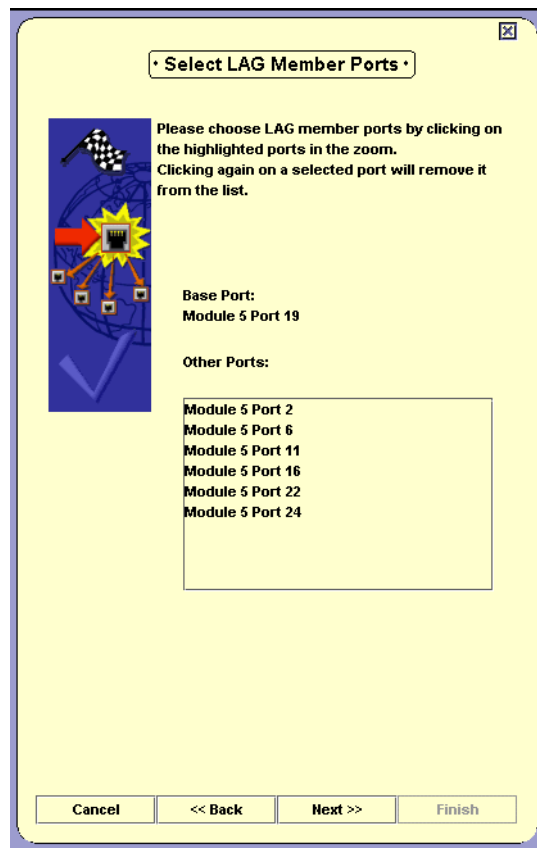 • Select LAG Member Ports •
Please choose LAG member ports by clicking on
the highlighted ports in the zoom.
Clicking again on a selected port will remove it
from the list.
Base Port:
Module 5 Port 19
Other Ports:
Module 5 Port 2
Module 5 Port 6
Module 5 Port 11
Module 5 Port 16
Module 5 Port 22
Module 5 Port 24
Cancel
<< Back
Next >>
Finish